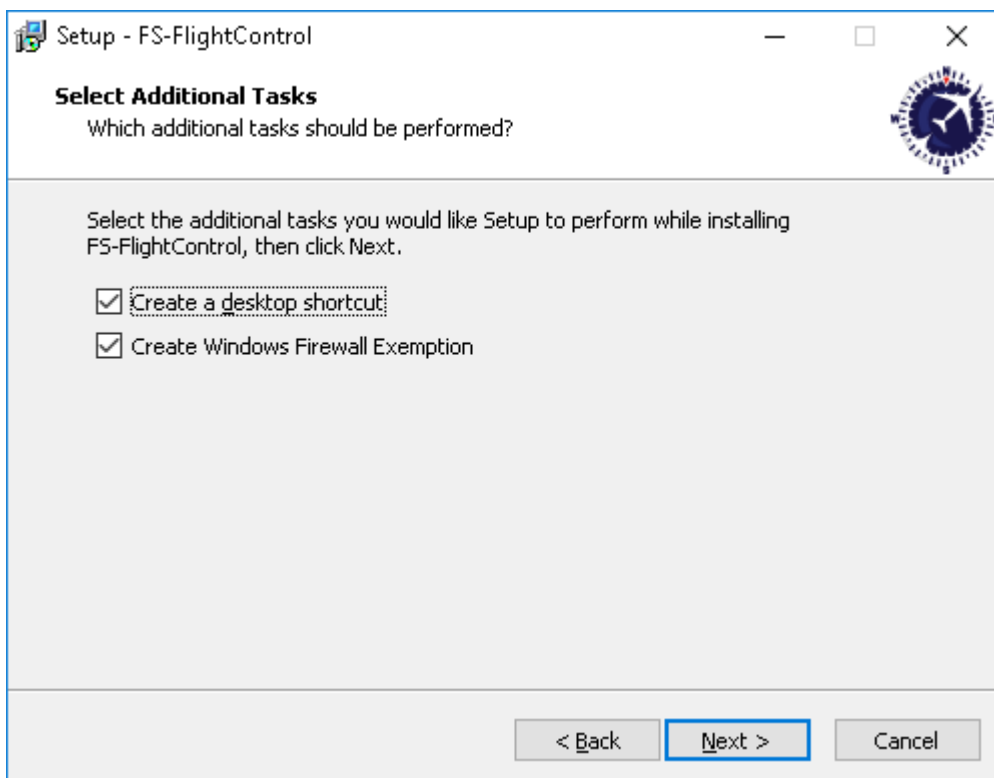 Setup - FS-FlightControl
Select Additional Tasks
Which additional tasks should be performed?
Select the additional tasks you would like Setup to perform while installing
FS-FlightControl, then click Next.
Create a desktop shortcut
Create Windows Firewall Exemption
< Back
Next >
Cancel